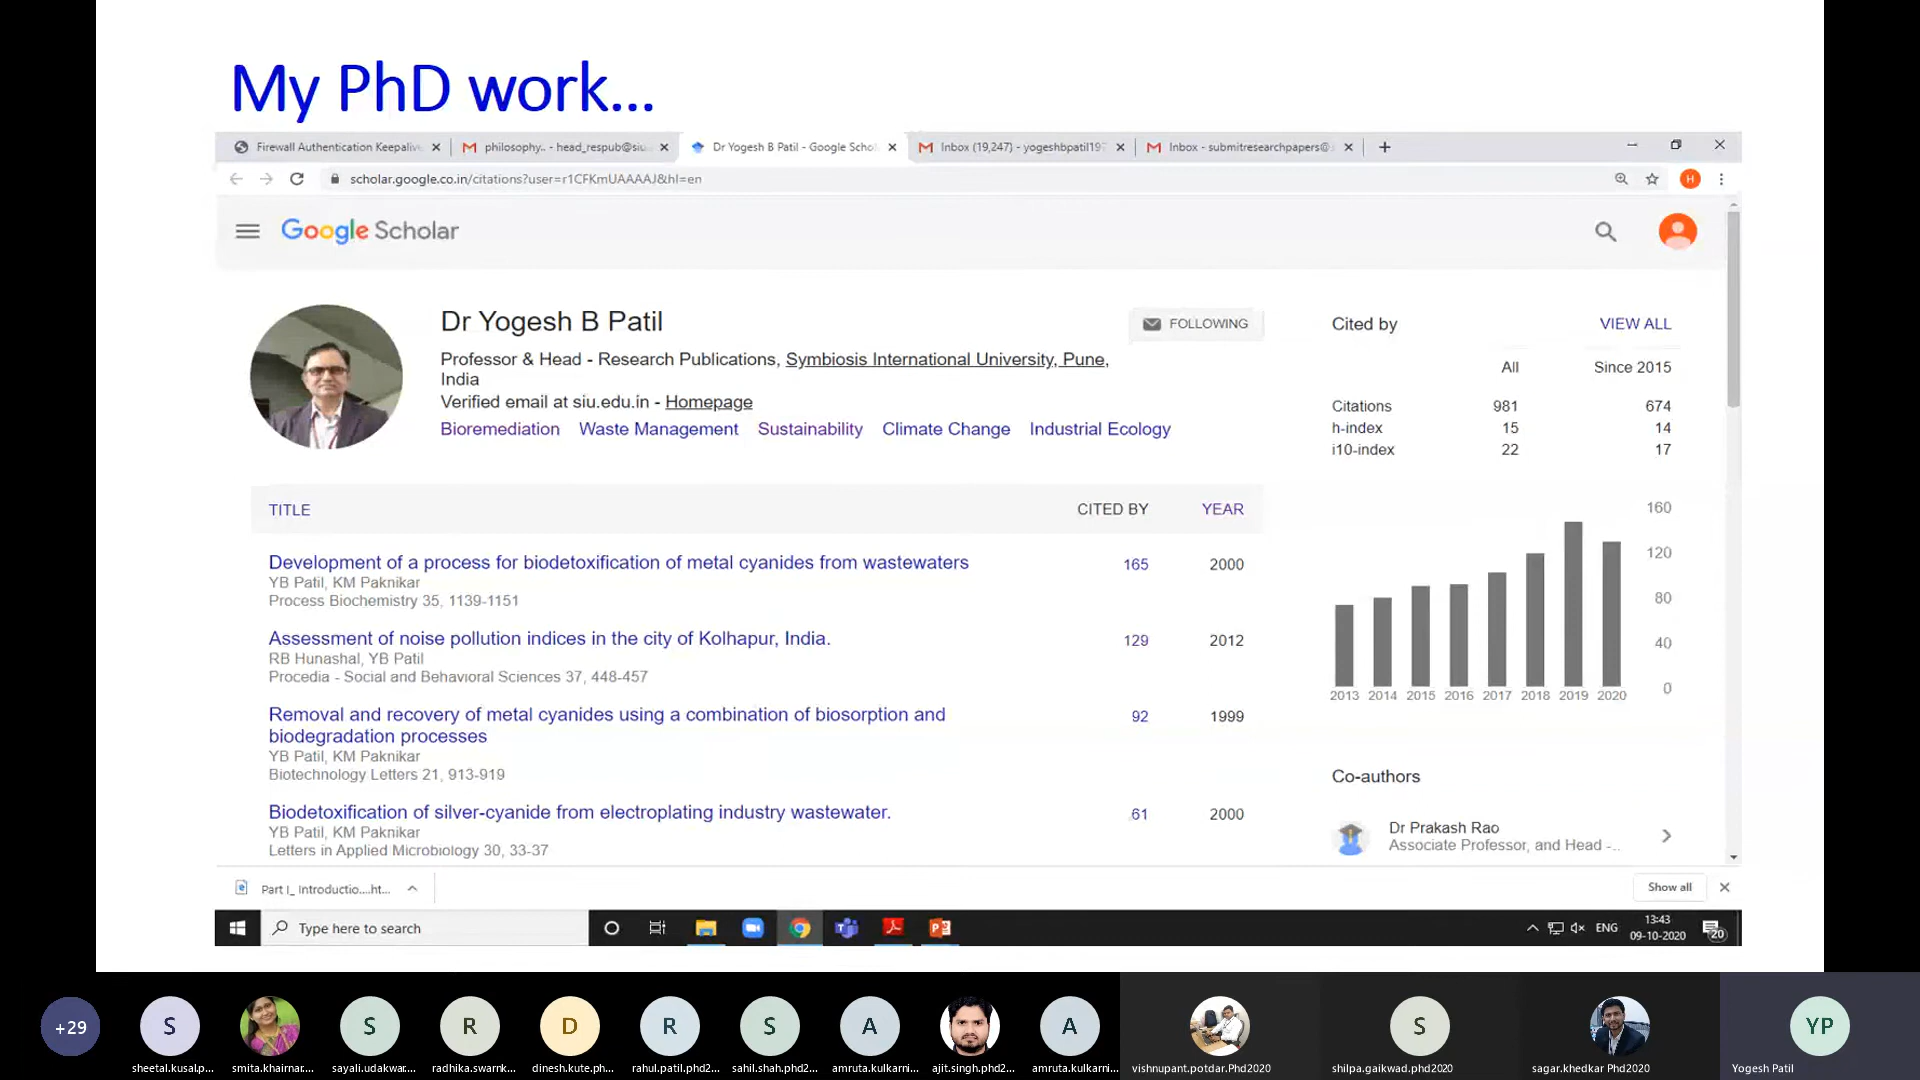 My PhD work...
Firewall Authentication Keepalive
philosophy.. - head_respub@siu.
Dr Yogesh B Patil - Google Schol
Inbox (19,247) - yogeshbpatil197
Inbox - submitresearchpapers@s
scholar.google.co.in/citations?user=r1CFKmUAAAAJ&hl=en
H
Google Scholar
Dr Yogesh B Patil
FOLLOWING
Professor & Head - Research Publications, Symbiosis International University, Pune,
India
Verified email at siu.edu.in - Homepage
Bioremediation Waste Management Sustainability Climate Change Industrial Ecology
Cited by VIEW ALL
All Since 2015
Citations 981 674
h-index 15 14
i10-index 22 17
TITLE CITED BY YEAR
Development of a process for biodetoxification of metal cyanides from wastewaters 165 2000
YB Patil, KM Paknikar
Process Biochemistry 35, 1139-1151
Assessment of noise pollution indices in the city of Kolhapur, India. 129 2012
RB Hunashal, YB Patil
Procedia - Social and Behavioral Sciences 37, 448-457
Removal and recovery of metal cyanides using a combination of biosorption and 92 1999
biodegradation processes
YB Patil, KM Paknikar
Biotechnology Letters 21, 913-919
Biodetoxification of silver-cyanide from electroplating industry wastewater. 61 2000
YB Patil, KM Paknikar
Letters in Applied Microbiology 30, 33-37
160
120
80
40
0
2013 2014 2015 2016 2017 2018 2019 2020
Co-authors
Dr Prakash Rao
Associate Professor, and Head -...
Part I_ Introductio....ht...
Show all
Type here to search
ENG
13:43
09-10-2020
20
+29 S S R D R S A A S YP
sheetal.kusal.p... smita.khairnar.... sayali.udakwar.... radhika.swarnk... dinesh.kute.ph... rahul.patil.phd2... sahil.shah.phd2... amruta.kulkarni... ajit.singh.phd2... amruta.kulkarni... vishnupant.potdar.Phd2020 shilpa.gaikwad.phd2020 sagar.khedkar Phd2020 Yogesh Patil